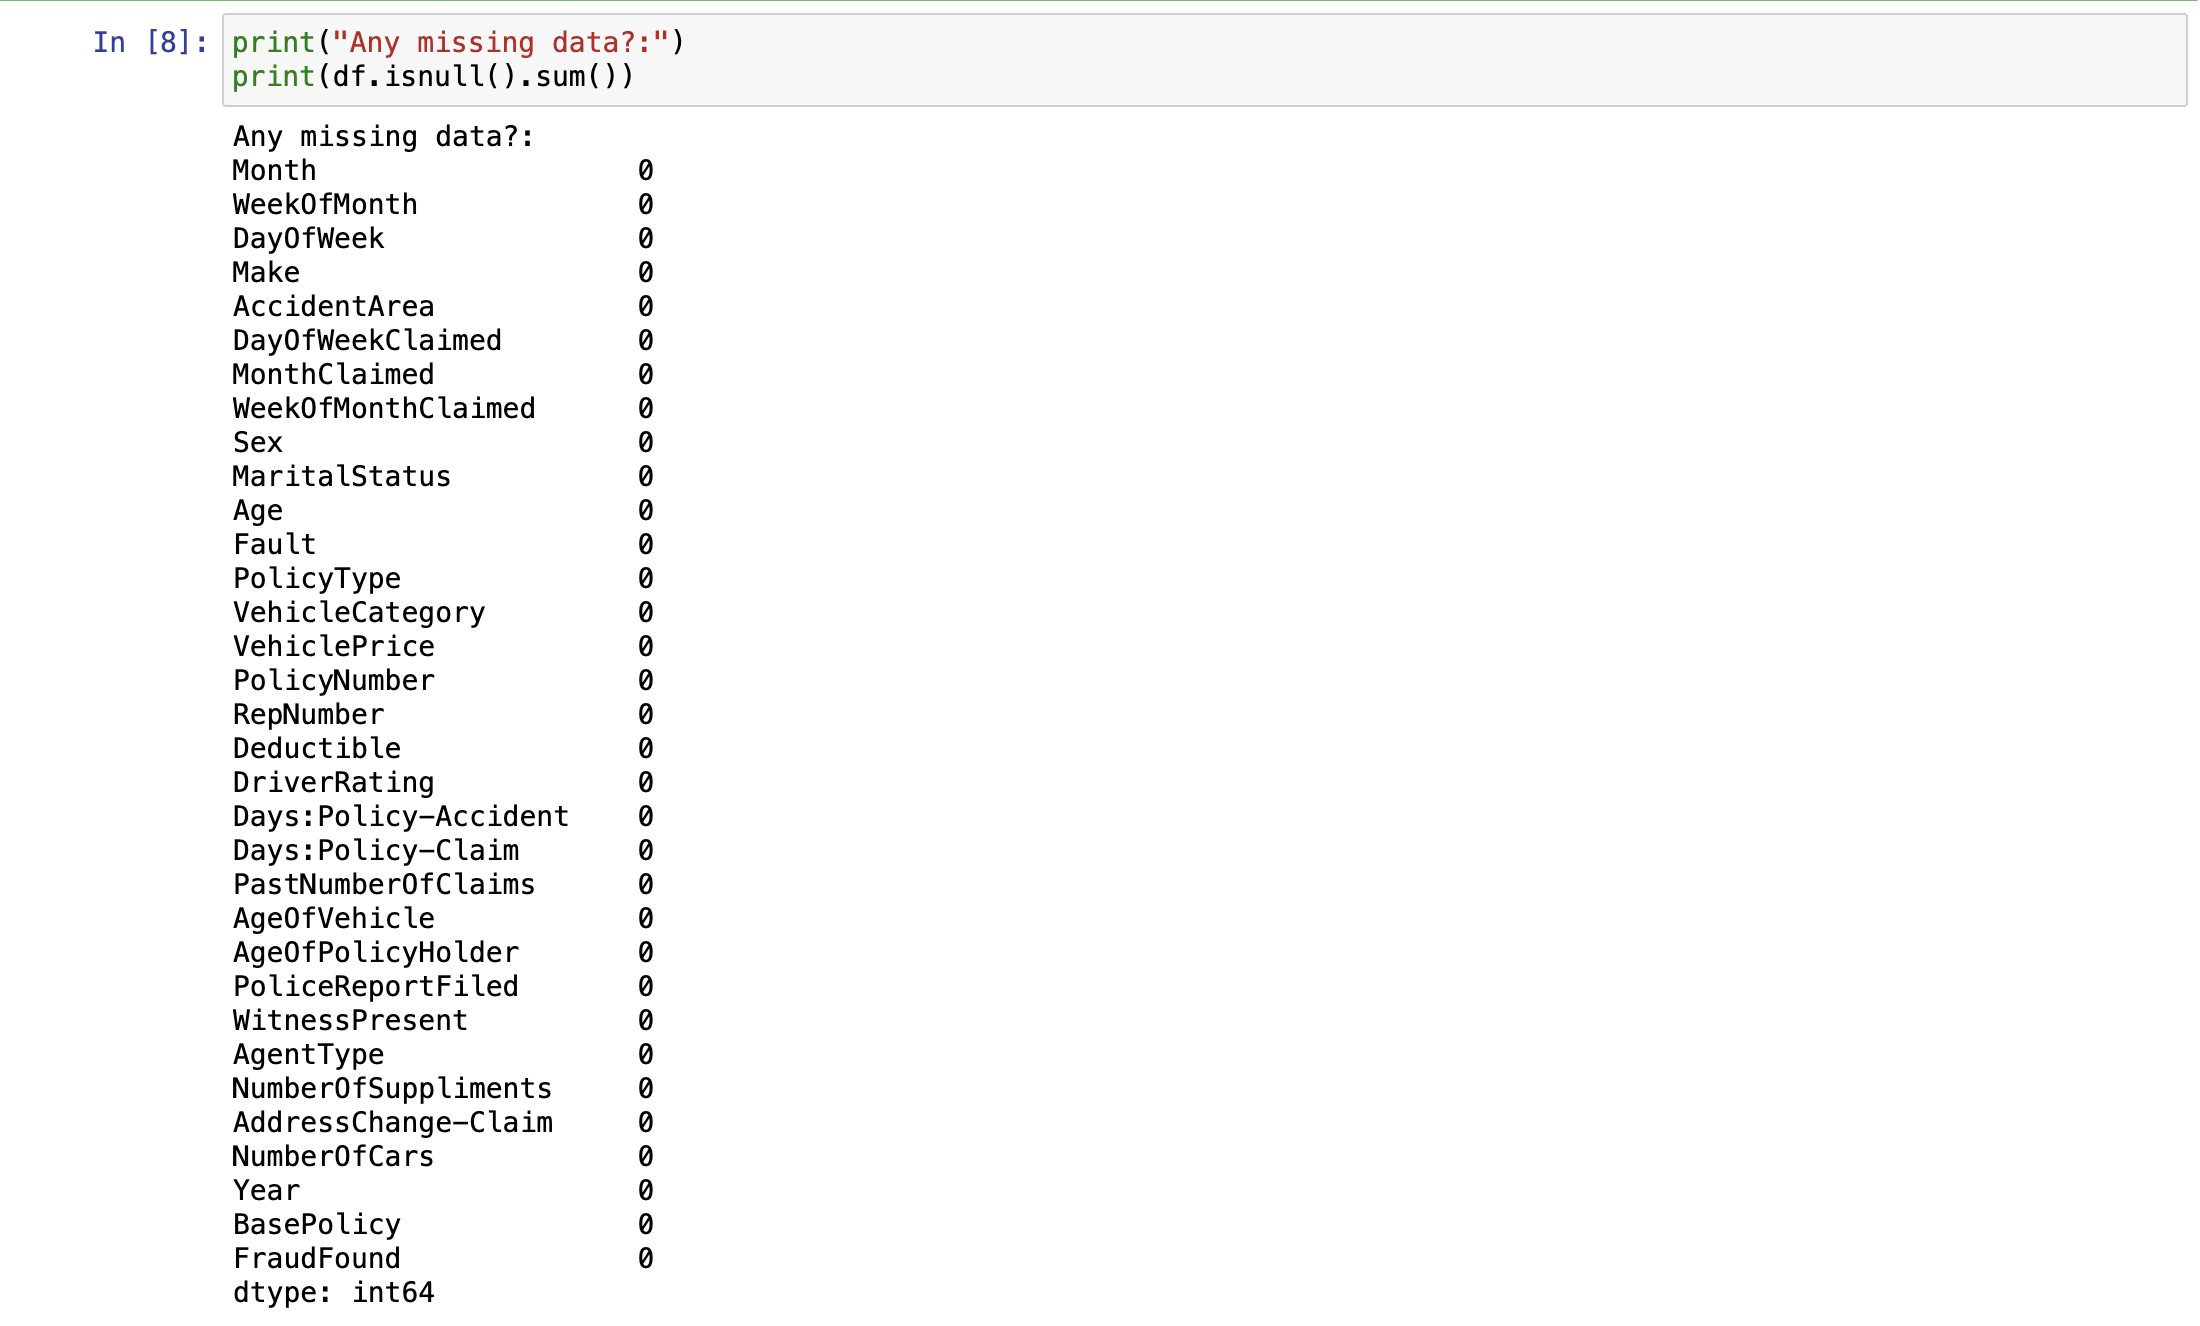 In [8]: print("Any missing data?:")
print(df.isnull().sum())
Any missing data?:
Month 0
WeekOfMonth 0
DayOfWeek 0
Make 0
AccidentArea 0
DayOfWeekClaimed 0
MonthClaimed 0
WeekOfMonthClaimed 0
Sex 0
MaritalStatus 0
Age 0
Fault 0
PolicyType 0
VehicleCategory 0
VehiclePrice 0
PolicyNumber 0
RepNumber 0
Deductible 0
DriverRating 0
Days:Policy-Accident 0
Days:Policy-Claim 0
PastNumberOfClaims 0
AgeOfVehicle 0
AgeOfPolicyHolder 0
PoliceReportFiled 0
WitnessPresent 0
AgentType 0
NumberOfSuppliments 0
AddressChange-Claim 0
NumberOfCars 0
Year 0
BasePolicy 0
FraudFound 0
dtype: int64